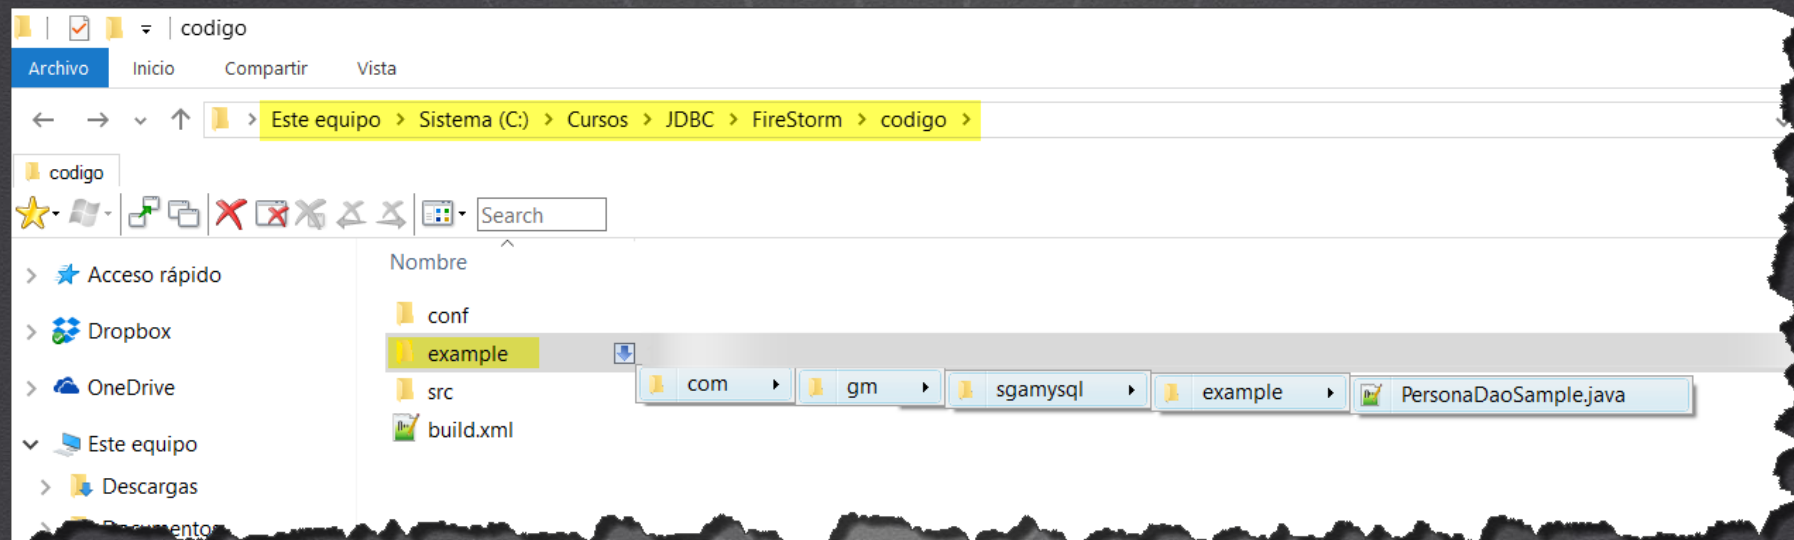 codigo
Archivo Inicio Compartir Vista
Este equipo > Sistema (C:) > Cursos > JDBC > FireStorm > codigo >
codigo
Search
Nombre
Acceso rápido
Dropbox
OneDrive
Este equipo
Descargas
Documentos
conf
example
com gm sgamysql example PersonaDaoSample.java
src
build.xml